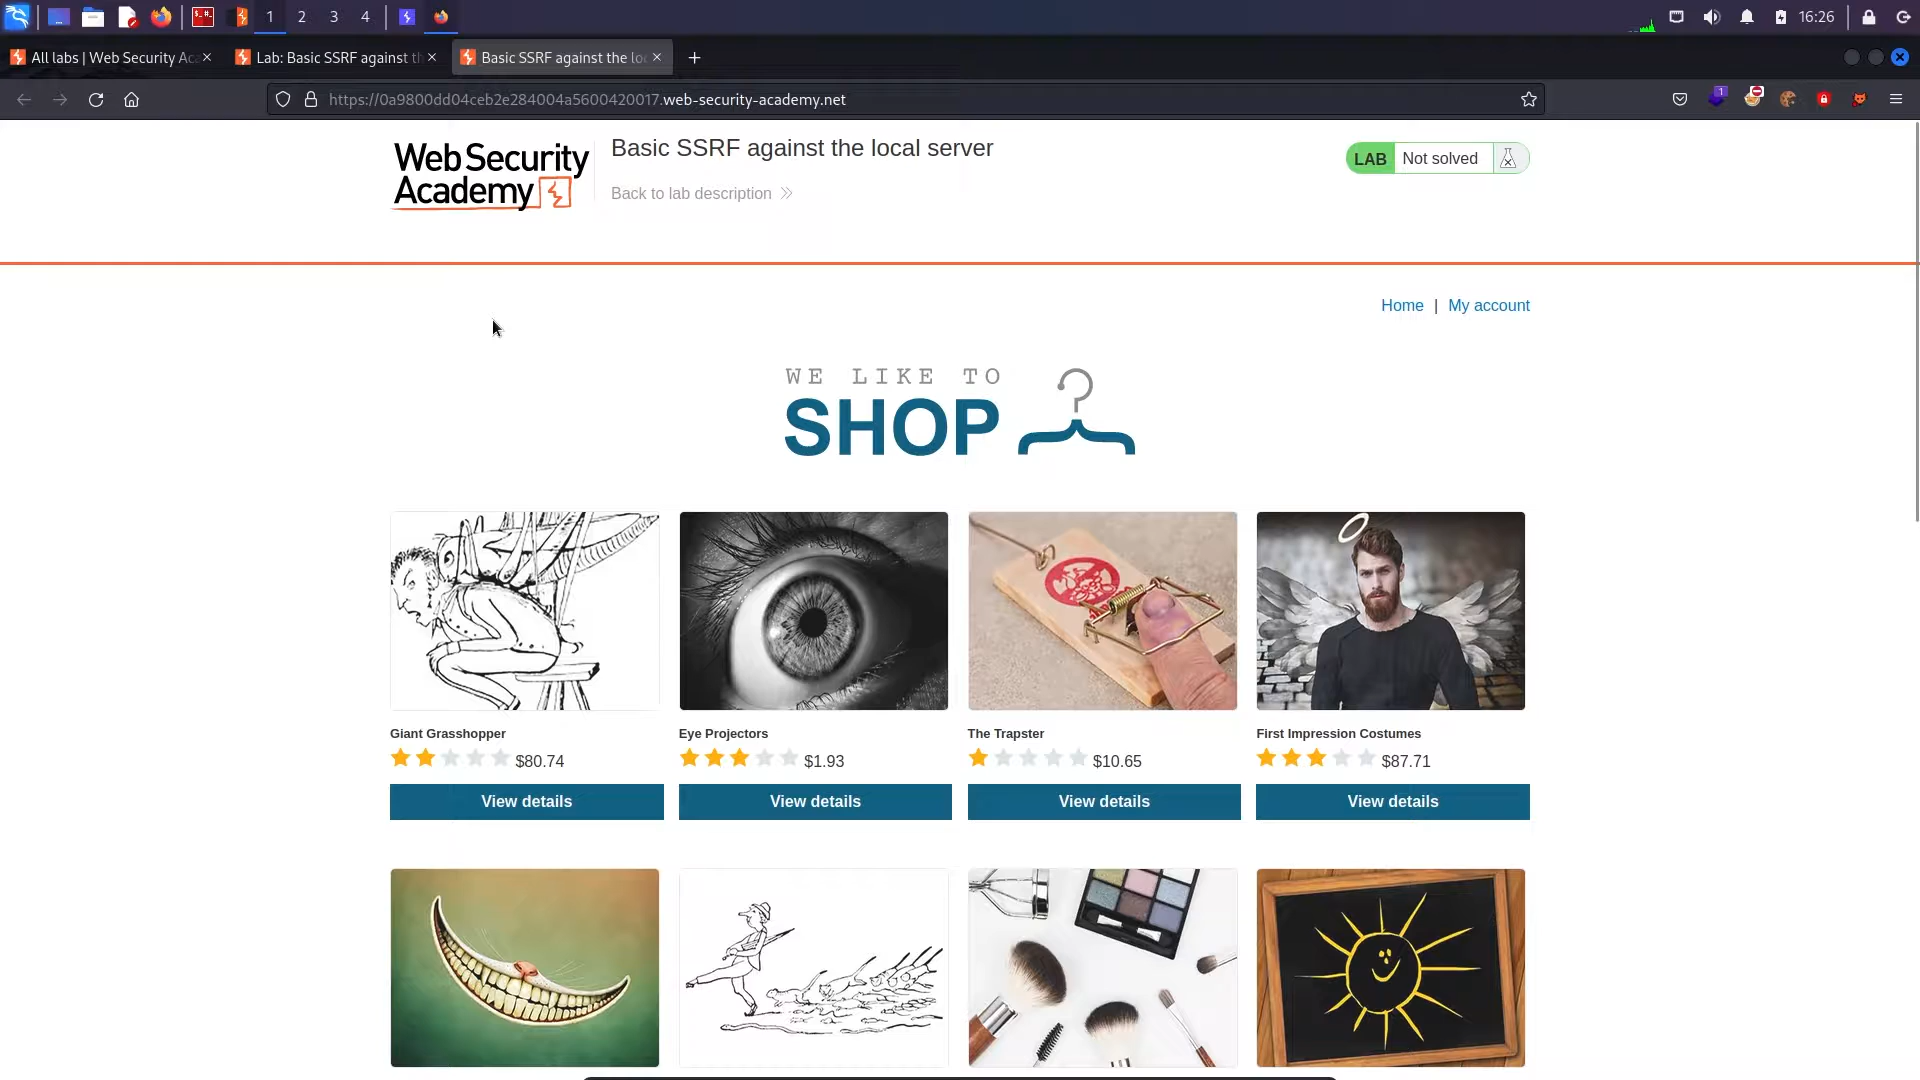 1 2 3 4 16:26
All labs | Web Security Ac
Lab: Basic SSRF against t
Basic SSRF against the lo
1
https://0a9800dd04ceb2e284004a5600420017.web-security-academy.net
Web Security
Academy
Basic SSRF against the local server
Back to lab description
LAB Not solved
Home | My account
WE LIKE TO
SHOP
Giant Grasshopper
$80.74
View details
Eye Projectors
$1.93
View details
The Trapster
$10.65
View details
First Impression Costumes
$87.71
View details